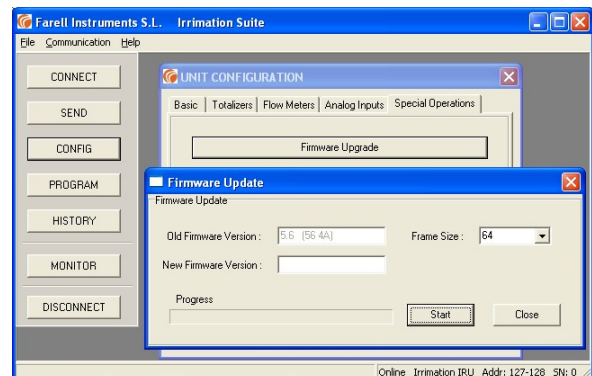 Farell Instruments S.L. Irrimation Suite
File Communication Help
CONNECT
SEND
CONFIG
PROGRAM
HISTORY
MONITOR
DISCONNECT
UNIT CONFIGURATION
Basic Totalizers Flow Meters Analog Inputs Special Operations
Firmware Upgrade
Firmware Update
Firmware Update
Old Firmware Version : 5.6 (56 4A) Frame Size : 64
New Firmware Version :
Progress
Start Close
Online Irrimation IRU Addr: 127-128 SN: 0